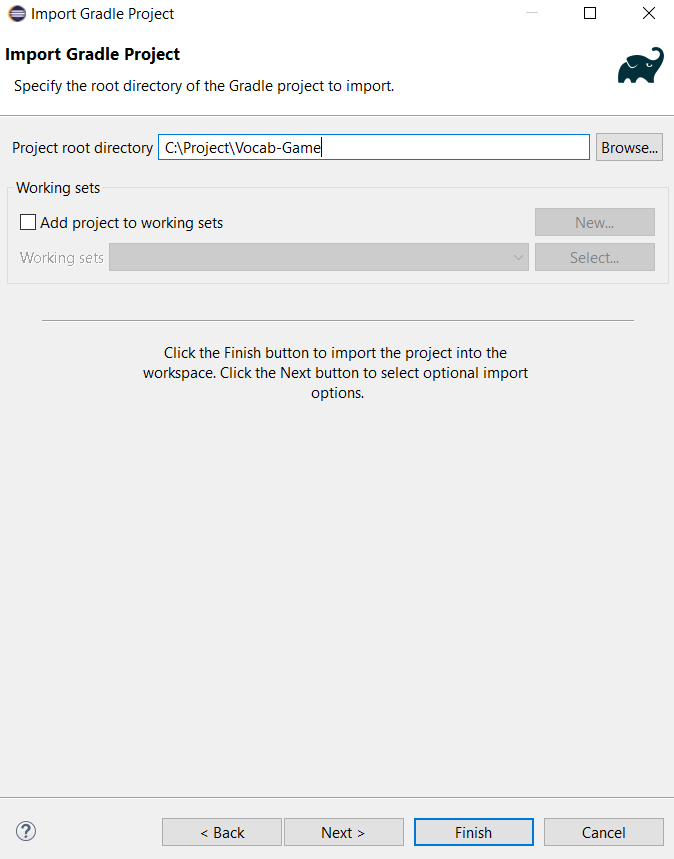 Import Gradle Project
Import Gradle Project
Specify the root directory of the Gradle project to import.
Project root directory C:\Project\Vocab-Game Browse...
Working sets
Add project to working sets New...
Working sets Select...
Click the Finish button to import the project into the
workspace. Click the Next button to select optional import
options.
? < Back Next > Finish Cancel